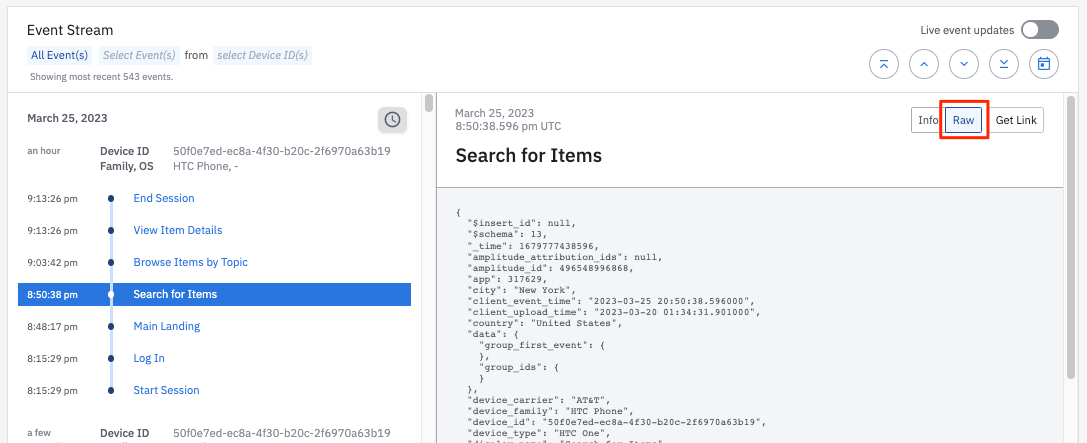 Event Stream
Live event updates
All Event(s) Select Event(s) from select Device ID(s)
Showing most recent 543 events.
March 25, 2023
an hour Device ID 50f0e7ed-ec8a-4f30-b20c-2f6970a63b19
Family, OS HTC Phone, -
9:13:26 pm End Session
9:13:26 pm View Item Details
9:03:42 pm Browse Items by Topic
8:50:38 pm Search for Items
8:48:17 pm Main Landing
8:15:29 pm Log In
8:15:29 pm Start Session
a few Device ID 50f0e7ed-ec8a-4f30-b20c-2f6970a63b19
March 25, 2023
8:50:38.596 pm UTC
Info Raw Get Link
Search for Items
{
"$insert_id": null,
"$schema": 13,
"_time": 1679777438596,
"amplitude_attribution_ids": null,
"amplitude_id": 496548996868,
"app": 317629,
"city": "New York",
"client_event_time": "2023-03-25 20:50:38.596000",
"client_upload_time": "2023-03-20 01:34:31.901000",
"country": "United States",
"data": {
"group_first_event": {
},
"group_ids": {
}
},
"device_carrier": "AT&T",
"device_family": "HTC Phone",
"device_id": "50f0e7ed-ec8a-4f30-b20c-2f6970a63b19",
"device_type": "HTC One",